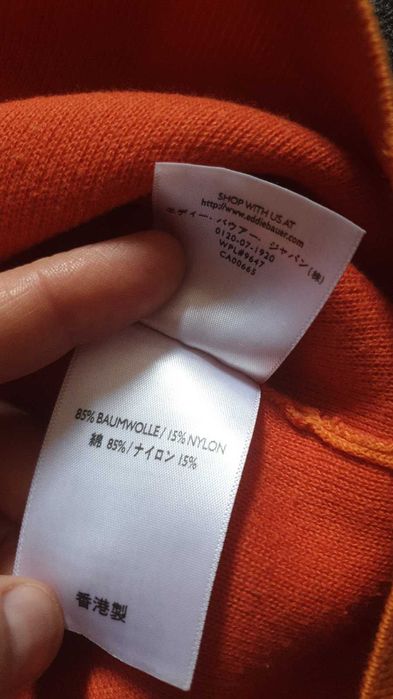 SHOP WITH US AT
http://www.eddiebauer.com
エディー・バウアー・ジャパン(株)
0120-07-1920
WPL#9647
CA00665
85% BAUMWOLLE/15% NYLON
綿 85%/ナイロン 15%
香港製